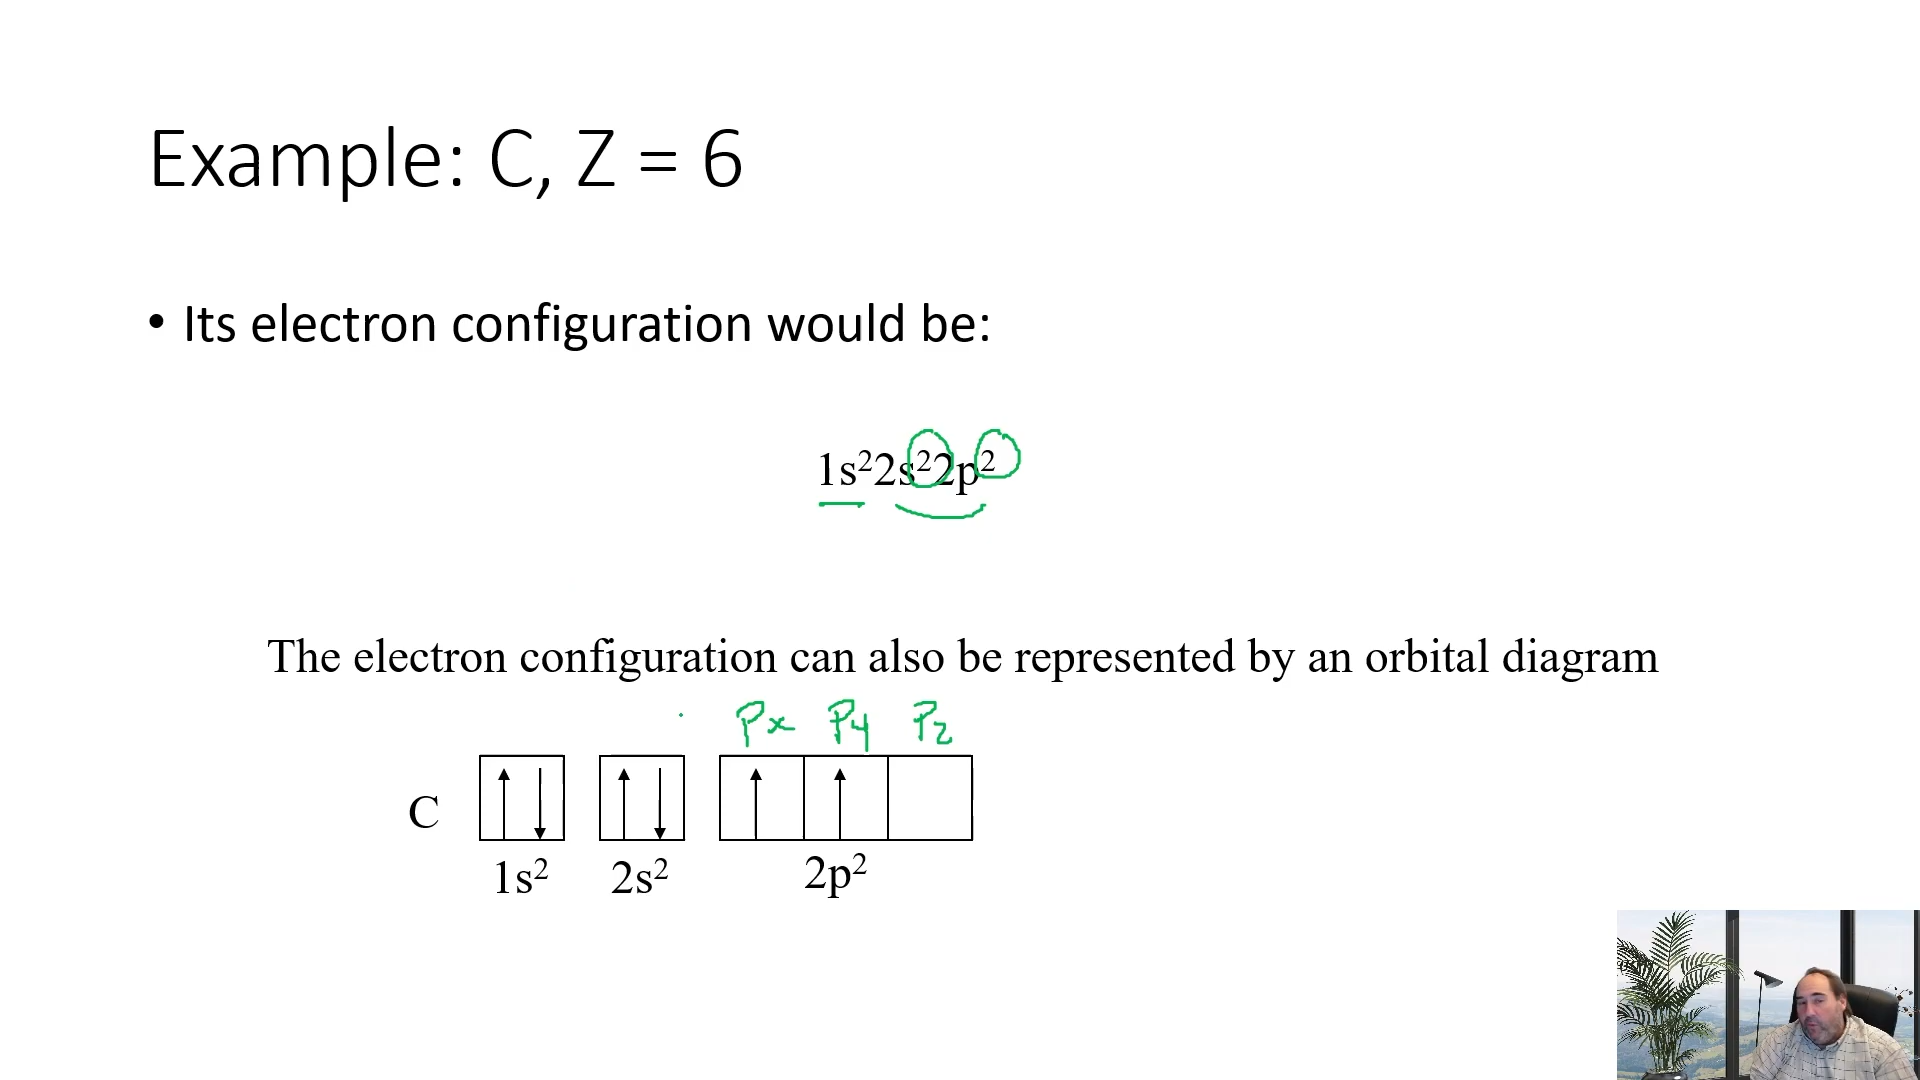 Example: C, Z = 6
• Its electron configuration would be:
1s²2s²2p²
The electron configuration can also be represented by an orbital diagram
Px Py Pz
C
1s² 2s² 2p²